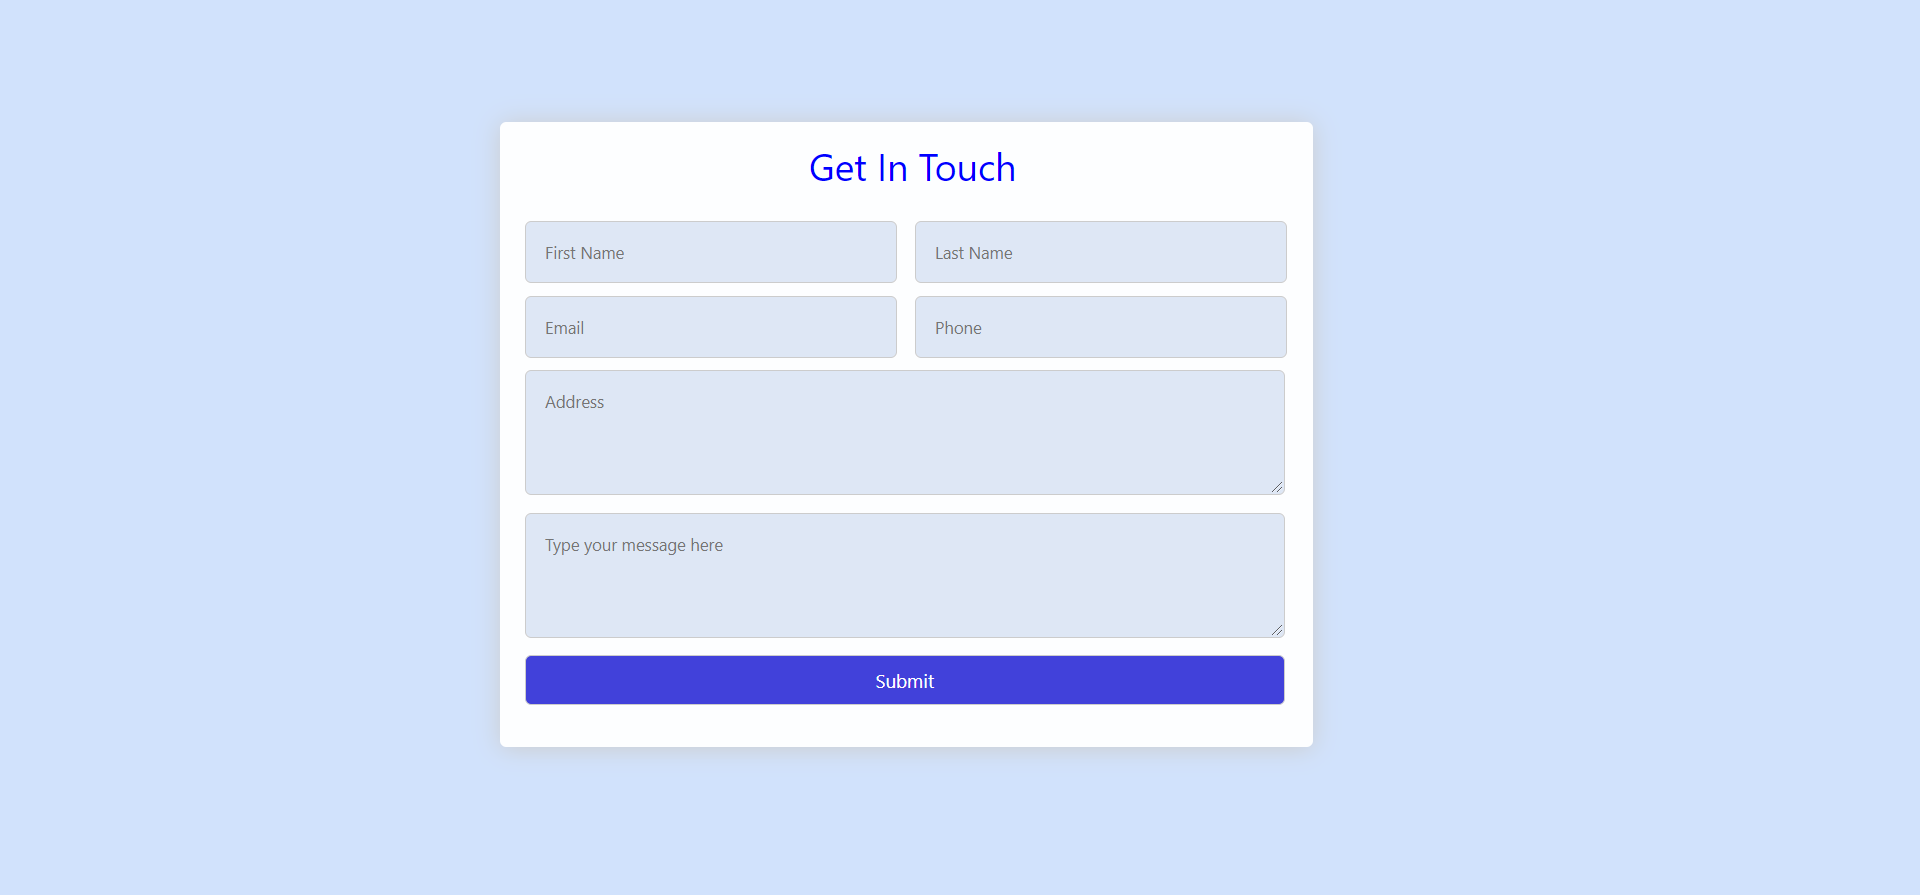 Get In Touch
First Name
Last Name
Email
Phone
Address
Type your message here
Submit